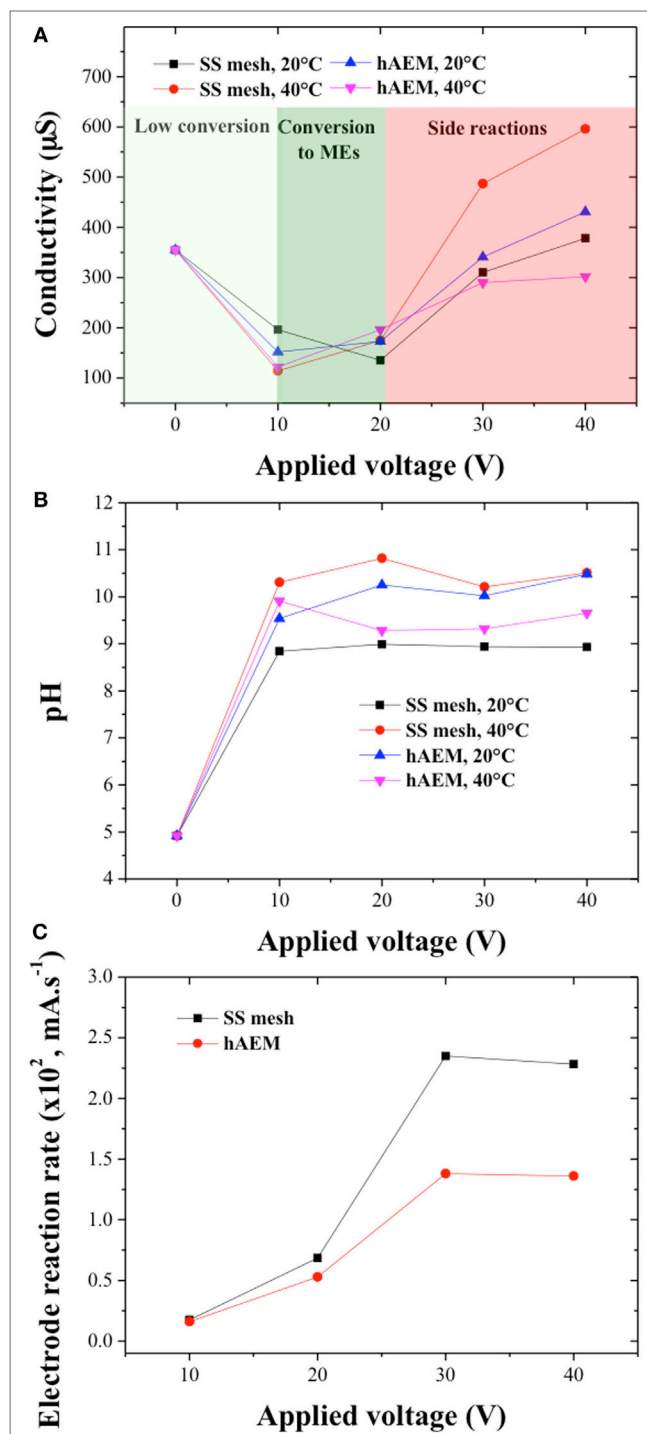 A
SS mesh, 20°C
hAEM, 20°C
SS mesh, 40°C
hAEM, 40°C
Low conversion
Conversion
to MEs
Side reactions
Conductivity (µS)
700
600
500
400
300
200
100
0 10 20 30 40
Applied voltage (V)
B
pH
12
11
10
9
8
7
6
5
4
SS mesh, 20°C
SS mesh, 40°C
hAEM, 20°C
hAEM, 40°C
0 10 20 30 40
Applied voltage (V)
C
Electrode reaction rate (x10², mA.s⁻¹)
3.0
2.5
2.0
1.5
1.0
0.5
0.0
SS mesh
hAEM
10 20 30 40
Applied voltage (V)